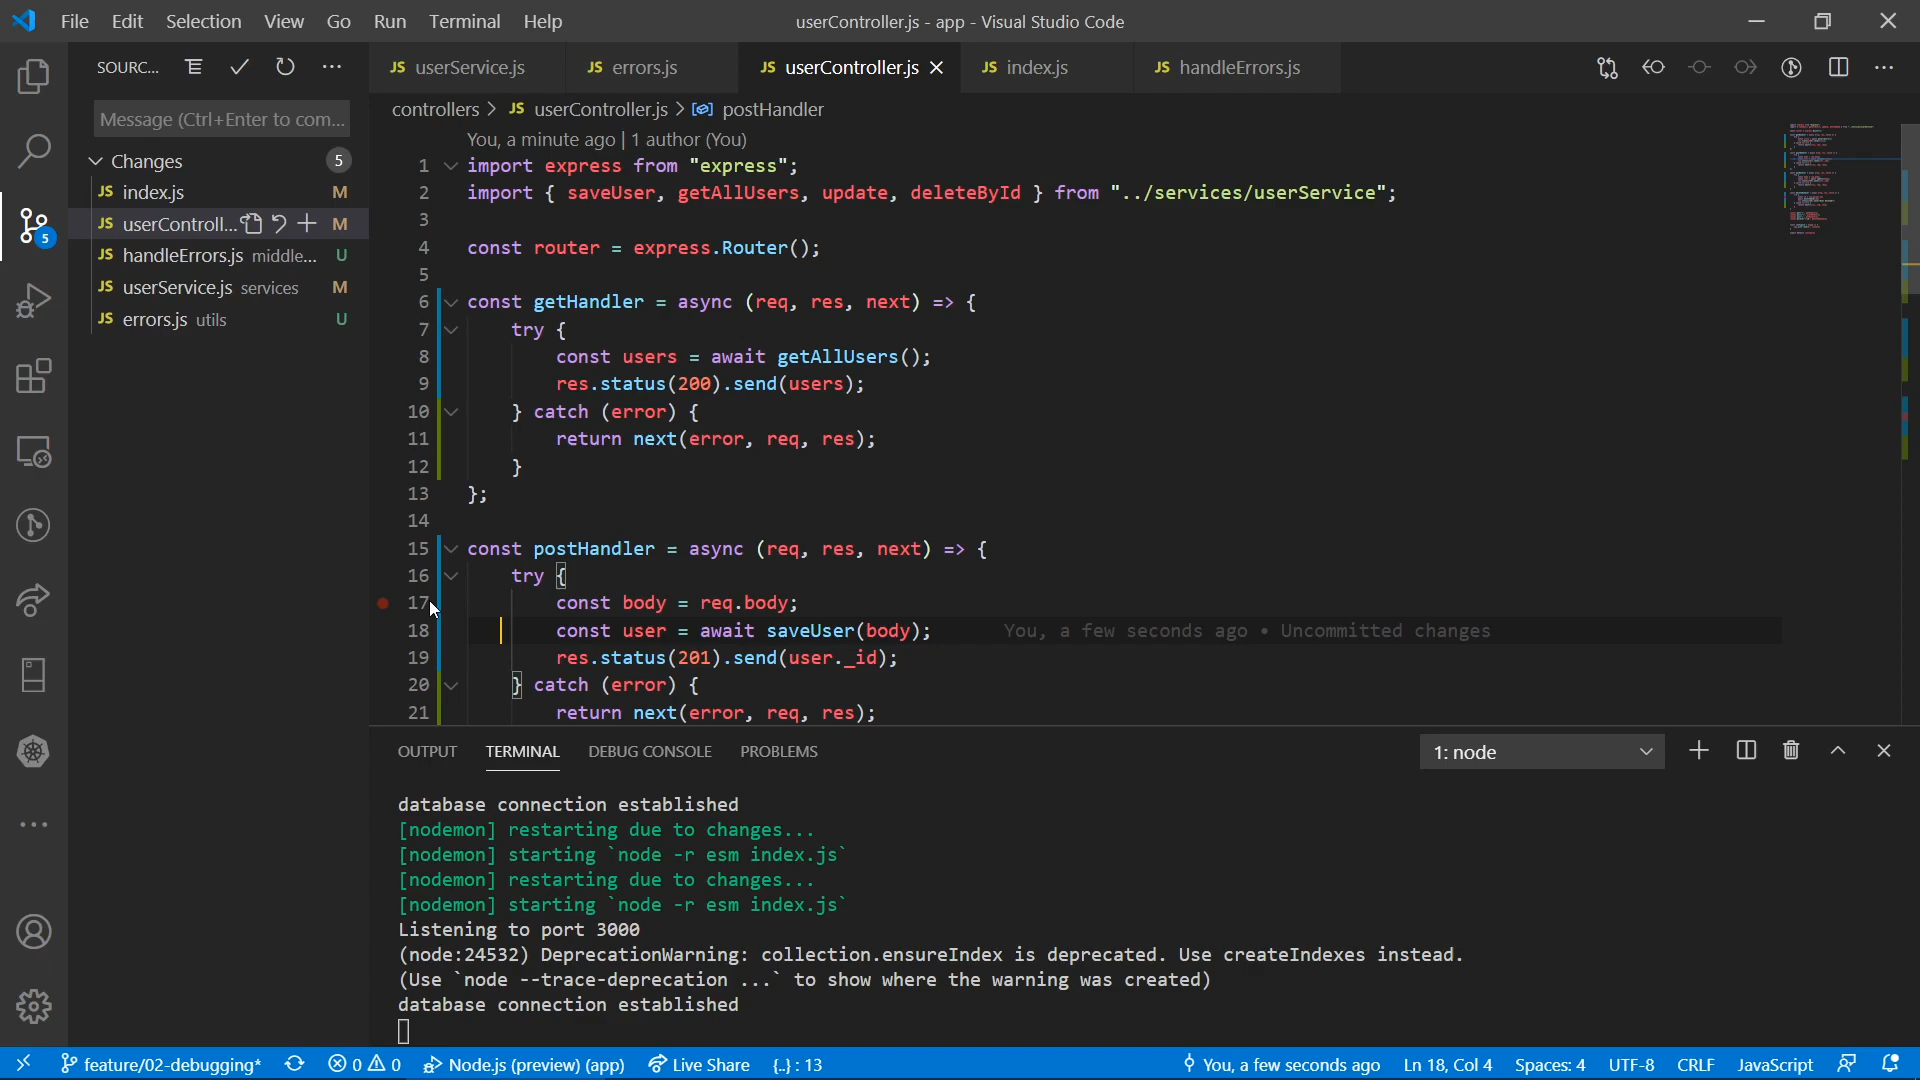 File Edit Selection View Go Run Terminal Help
userController.js - app - Visual Studio Code
SOURC...
JS userService.js
JS errors.js
JS userController.js
JS index.js
JS handleErrors.js
controllers > JS userController.js > postHandler
Message (Ctrl+Enter to com...
Changes 5
JS index.js M
JS userControll... M
JS handleErrors.js middle... U
JS userService.js services M
JS errors.js utils U
5
You, a minute ago | 1 author (You)
1 import express from "express";
2 import { saveUser, getAllUsers, update, deleteById } from "../services/userService";
3
4 const router = express.Router();
5
6 const getHandler = async (req, res, next) => {
7 try {
8 const users = await getAllUsers();
9 res.status(200).send(users);
10 } catch (error) {
11 return next(error, req, res);
12 }
13 };
14
15 const postHandler = async (req, res, next) => {
16 try {
17 const body = req.body;
18 const user = await saveUser(body); You, a few seconds ago • Uncommitted changes
19 res.status(201).send(user._id);
20 } catch (error) {
21 return next(error, req, res);
OUTPUT TERMINAL DEBUG CONSOLE PROBLEMS
1: node
database connection established
[nodemon] restarting due to changes...
[nodemon] starting `node -r esm index.js`
[nodemon] restarting due to changes...
[nodemon] starting `node -r esm index.js`
Listening to port 3000
(node:24532) DeprecationWarning: collection.ensureIndex is deprecated. Use createIndexes instead.
(Use `node --trace-deprecation ...` to show where the warning was created)
database connection established
feature/02-debugging* 0 0 Node.js (preview) (app) Live Share {..} : 13 You, a few seconds ago Ln 18, Col 4 Spaces: 4 UTF-8 CRLF JavaScript